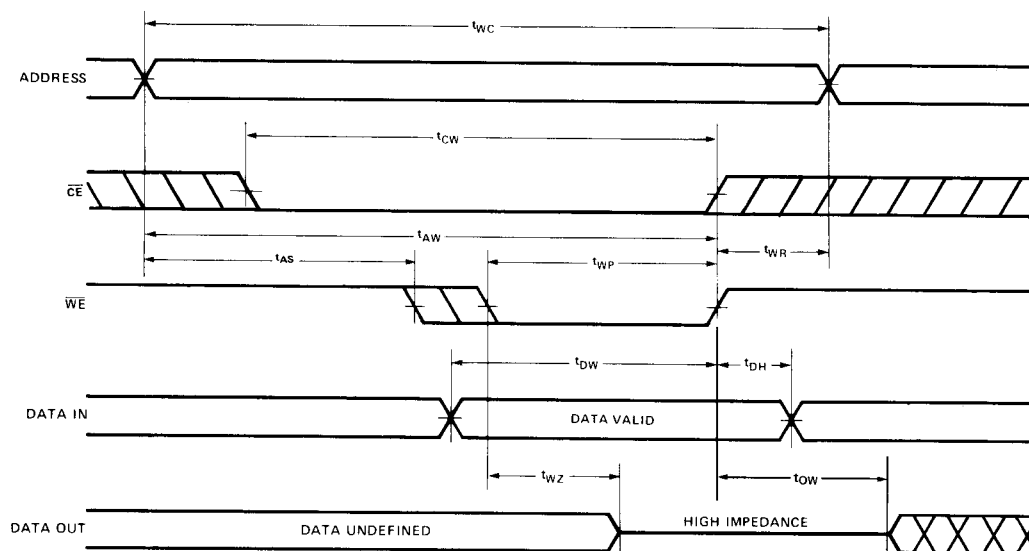 tWC
ADDRESS
tCW
CE
tAW
tAS
tWP
tWR
WE
tDW
tDH
DATA IN
DATA VALID
tWZ
tOW
DATA OUT
DATA UNDEFINED
HIGH IMPEDANCE